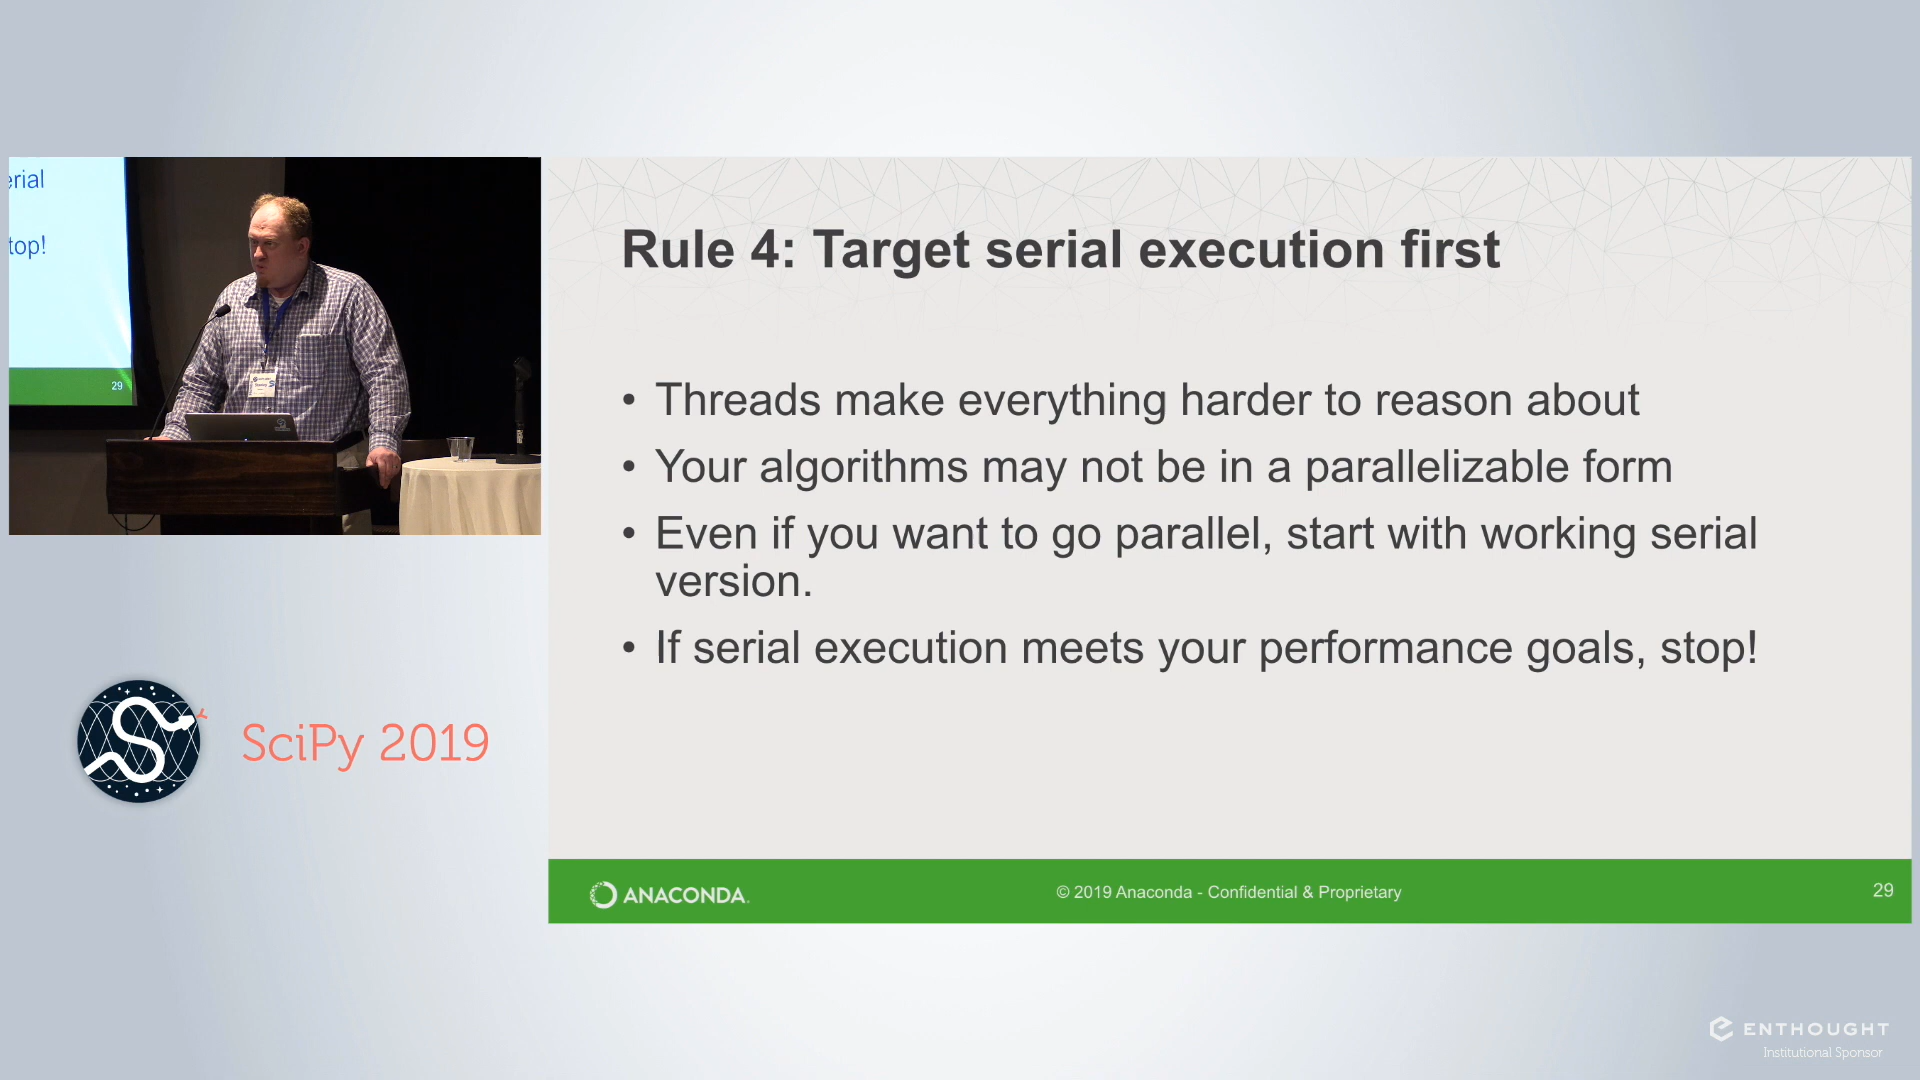 erial
top!
29
Rule 4: Target serial execution first
• Threads make everything harder to reason about
• Your algorithms may not be in a parallelizable form
• Even if you want to go parallel, start with working serial
version.
• If serial execution meets your performance goals, stop!
ANACONDA.
© 2019 Anaconda - Confidential & Proprietary
29
SciPy 2019
ENTHOUGHT
Institutional Sponsor